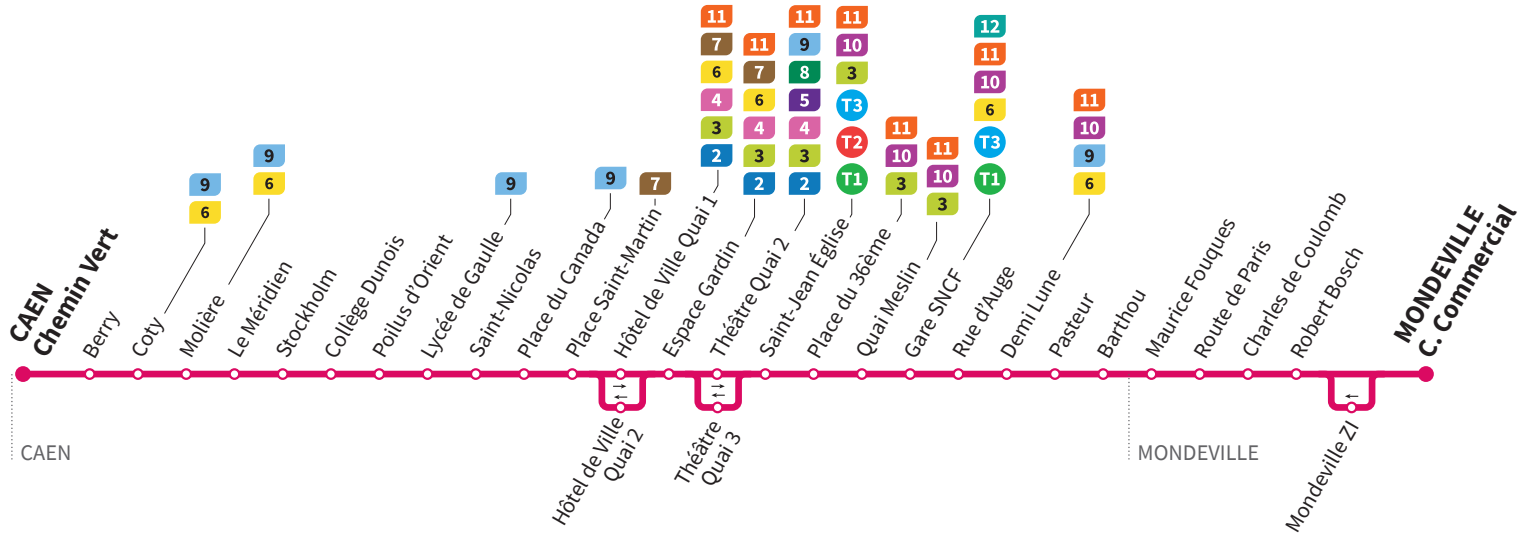 11
7
6
4
3
2
11
7
6
4
3
2
11
9
8
5
4
3
2
11
10
3
T3
T2
T1
12
11
10
6
T3
T1
11
10
3
11
10
3
11
10
9
6
9
6
9
6
9
9
7
CAEN
Chemin Vert
Berry
Coty
Molière
Le Méridien
Stockholm
Collège Dunois
Poilus d'Orient
Lycée de Gaulle
Saint-Nicolas
Place du Canada
Place Saint-Martin
Hôtel de Ville Quai 1
Espace Gardin
Théâtre Quai 2
Saint-Jean Église
Place du 36ème
Quai Meslin
Gare SNCF
Rue d'Auge
Demi Lune
Pasteur
Barthou
Maurice Fouques
Route de Paris
Charles de Coulomb
Robert Bosch
MONDEVILLE
C. Commercial
Hôtel de Ville
Quai 2
Théâtre
Quai 3
Mondeville ZI
CAEN
MONDEVILLE